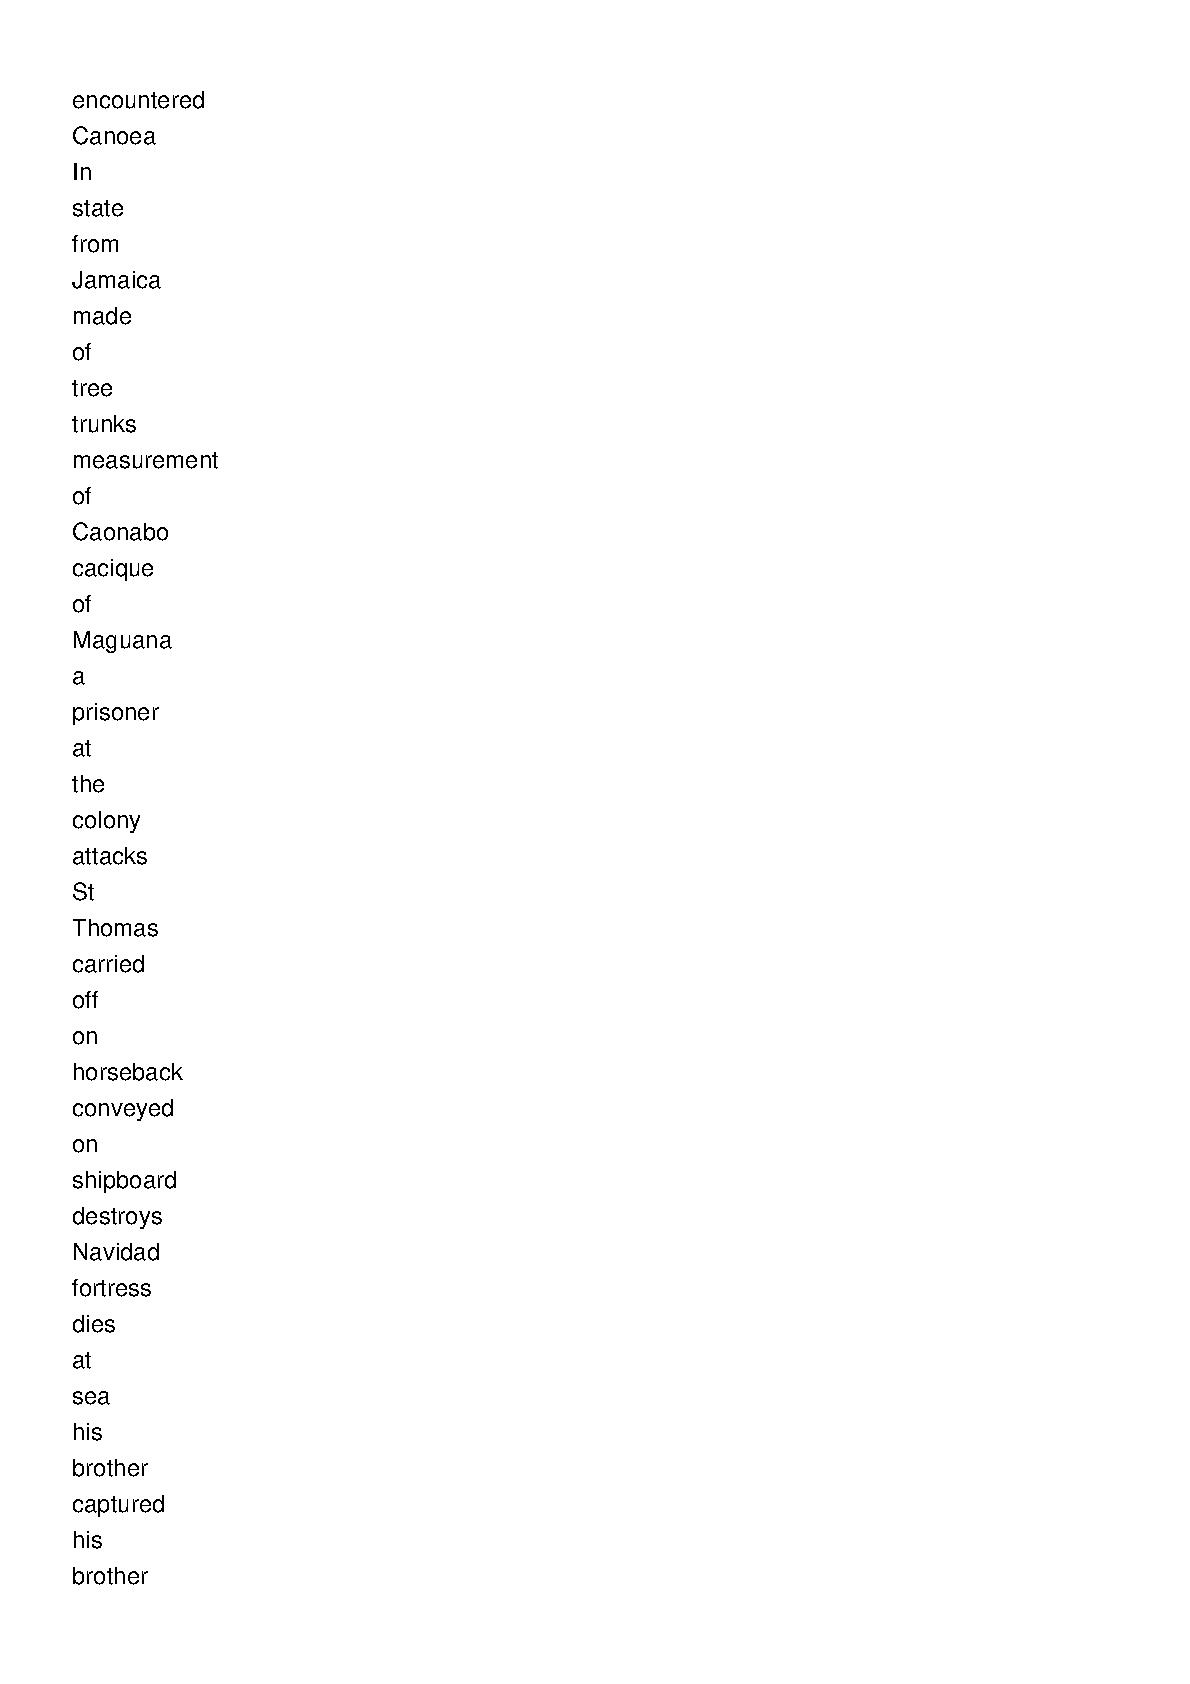 encountered
Canoea
In
state
from
Jamaica
made
of
tree
trunks
measurement
of
Caonabo
cacique
of
Maguana
a
prisoner
at
the
colony
attacks
St
Thomas
carried
off
on
horseback
conveyed
on
shipboard
destroys
Navidad
fortress
dies
at
sea
his
brother
captured
his
brother